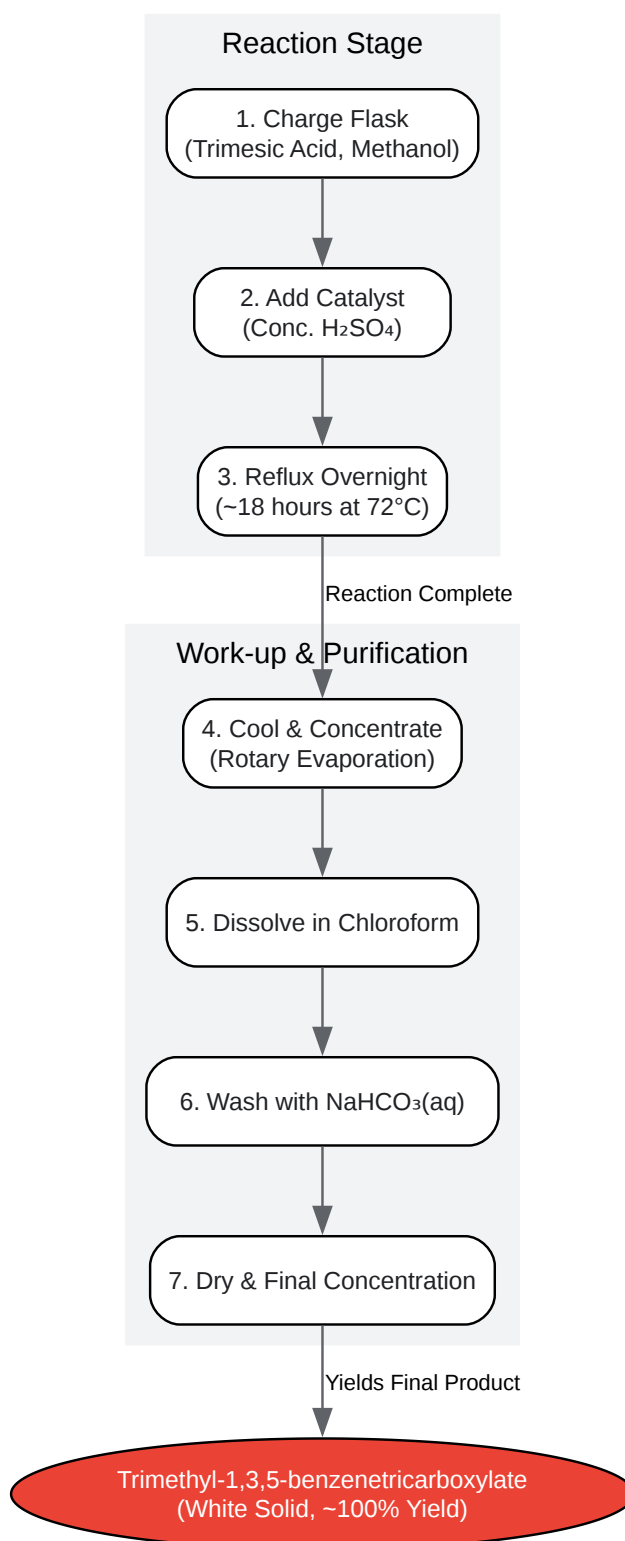 Reaction Stage
1. Charge Flask
(Trimesic Acid, Methanol)
2. Add Catalyst
(Conc. H₂SO₄)
3. Reflux Overnight
(~18 hours at 72°C)
Reaction Complete
Work-up & Purification
4. Cool & Concentrate
(Rotary Evaporation)
5. Dissolve in Chloroform
6. Wash with NaHCO₃(aq)
7. Dry & Final Concentration
Yields Final Product
Trimethyl-1,3,5-benzenetricarboxylate
(White Solid, ~100% Yield)